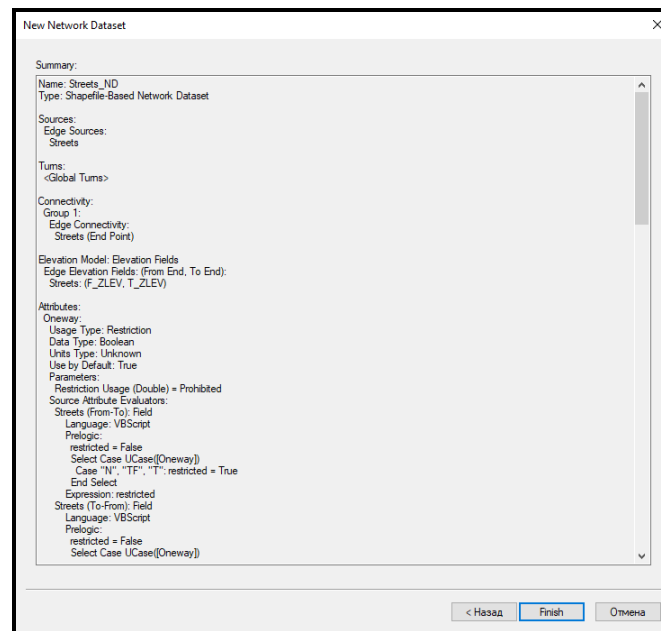 New Network Dataset
Summary:
Name: Streets_ND
Type: Shapefile-Based Network Dataset
Sources:
Edge Sources:
Streets
Turns:
<Global Turns>
Connectivity:
Group 1:
Edge Connectivity:
Streets (End Point)
Elevation Model: Elevation Fields
Edge Elevation Fields: (From End, To End):
Streets: (F_ZLEV, T_ZLEV)
Attributes:
Oneway:
Usage Type: Restriction
Data Type: Boolean
Units Type: Unknown
Use by Default: True
Parameters:
Restriction Usage (Double) = Prohibited
Source Attribute Evaluators:
Streets (From-To): Field
Language: VBScript
Prelogic:
restricted = False
Select Case UCase([Oneway])
Case "N", "TF", "T": restricted = True
End Select
Expression: restricted
Streets (To-From): Field
Language: VBScript
Prelogic:
restricted = False
Select Case UCase([Oneway])
< Назад Finish Отмена